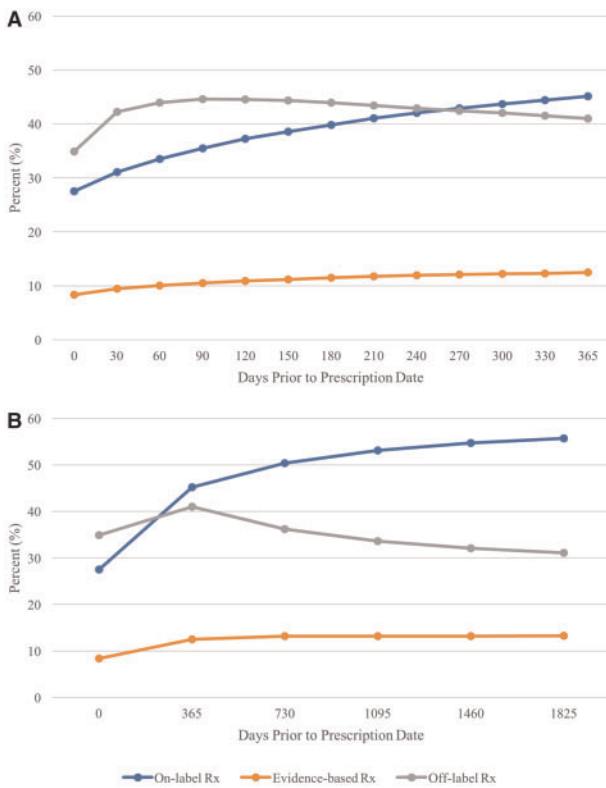 A
60
50
40
30
20
10
0
Percent (%)
0 30 60 90 120 150 180 210 240 270 300 330 365
Days Prior to Prescription Date
B
60
50
40
30
20
10
0
Percent (%)
0 365 730 1095 1460 1825
Days Prior to Prescription Date
On-label Rx Evidence-based Rx Off-label Rx